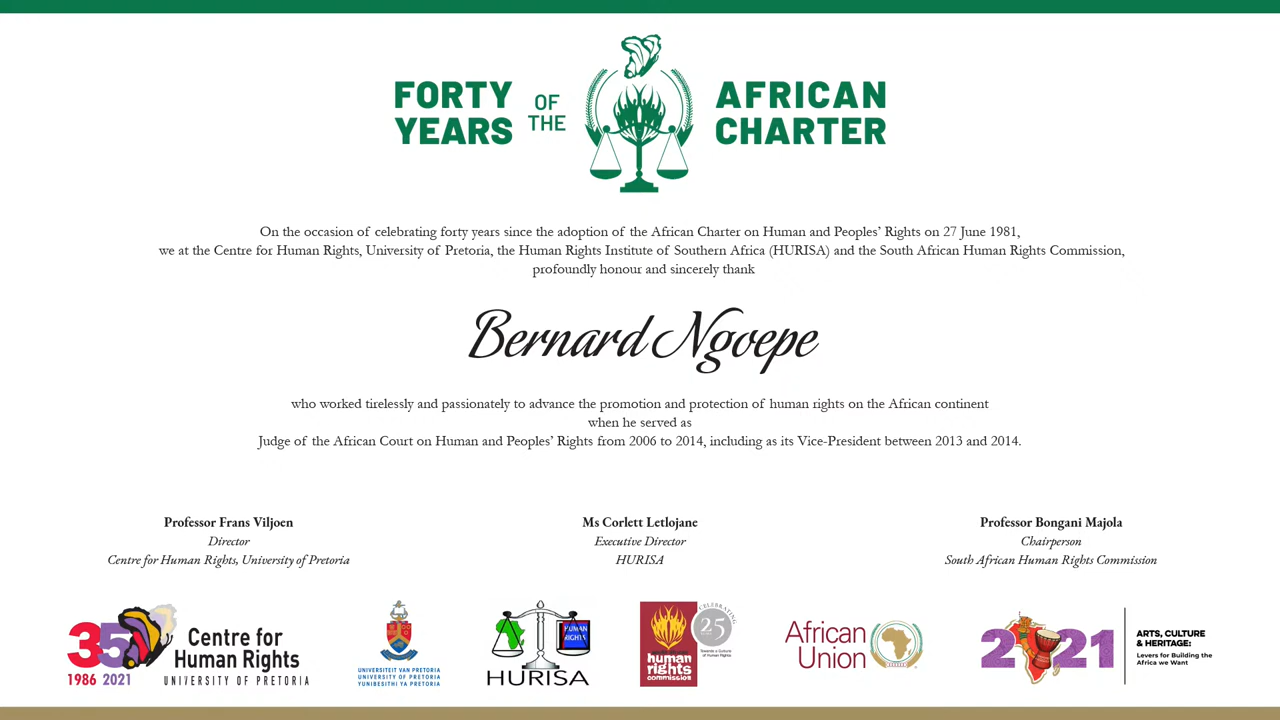 FORTY YEARS OF THE AFRICAN CHARTER
On the occasion of celebrating forty years since the adoption of the African Charter on Human and Peoples' Rights on 27 June 1981,
we at the Centre for Human Rights, University of Pretoria, the Human Rights Institute of Southern Africa (HURISA) and the South African Human Rights Commission,
profoundly honour and sincerely thank
Bernard Ngoepe
who worked tirelessly and passionately to advance the promotion and protection of human rights on the African continent
when he served as
Judge of the African Court on Human and Peoples' Rights from 2006 to 2014, including as its Vice-President between 2013 and 2014.
Professor Frans Viljoen
Director
Centre for Human Rights, University of Pretoria
Ms Corlett Letlojane
Executive Director
HURISA
Professor Bongani Majola
Chairperson
South African Human Rights Commission
35
1986 2021
Centre for
Human Rights
UNIVERSITY OF PRETORIA
UNIVERSITEIT VAN PRETORIA
UNIVERSITY OF PRETORIA
YUNIBESITHI YA PRETORIA
HUMAN
RIGHTS
HURISA
human
rights
commission
CELEBRATING
25
African
Union
2021
ARTS, CULTURE
& HERITAGE:
Levers for Building the
Africa we Want